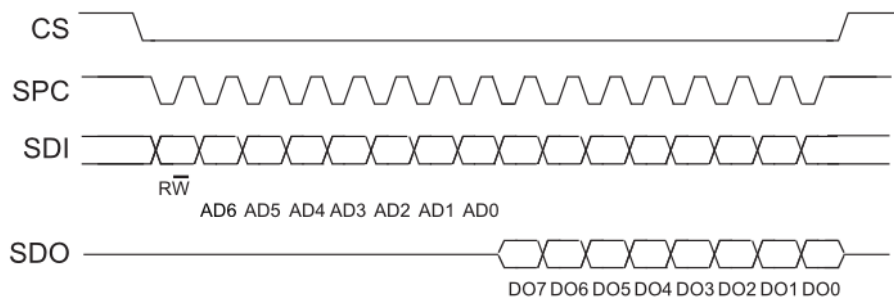 CS
SPC
SDI
RW̅
AD6 AD5 AD4 AD3 AD2 AD1 AD0
SDO
DO7 DO6 DO5 DO4 DO3 DO2 DO1 DO0